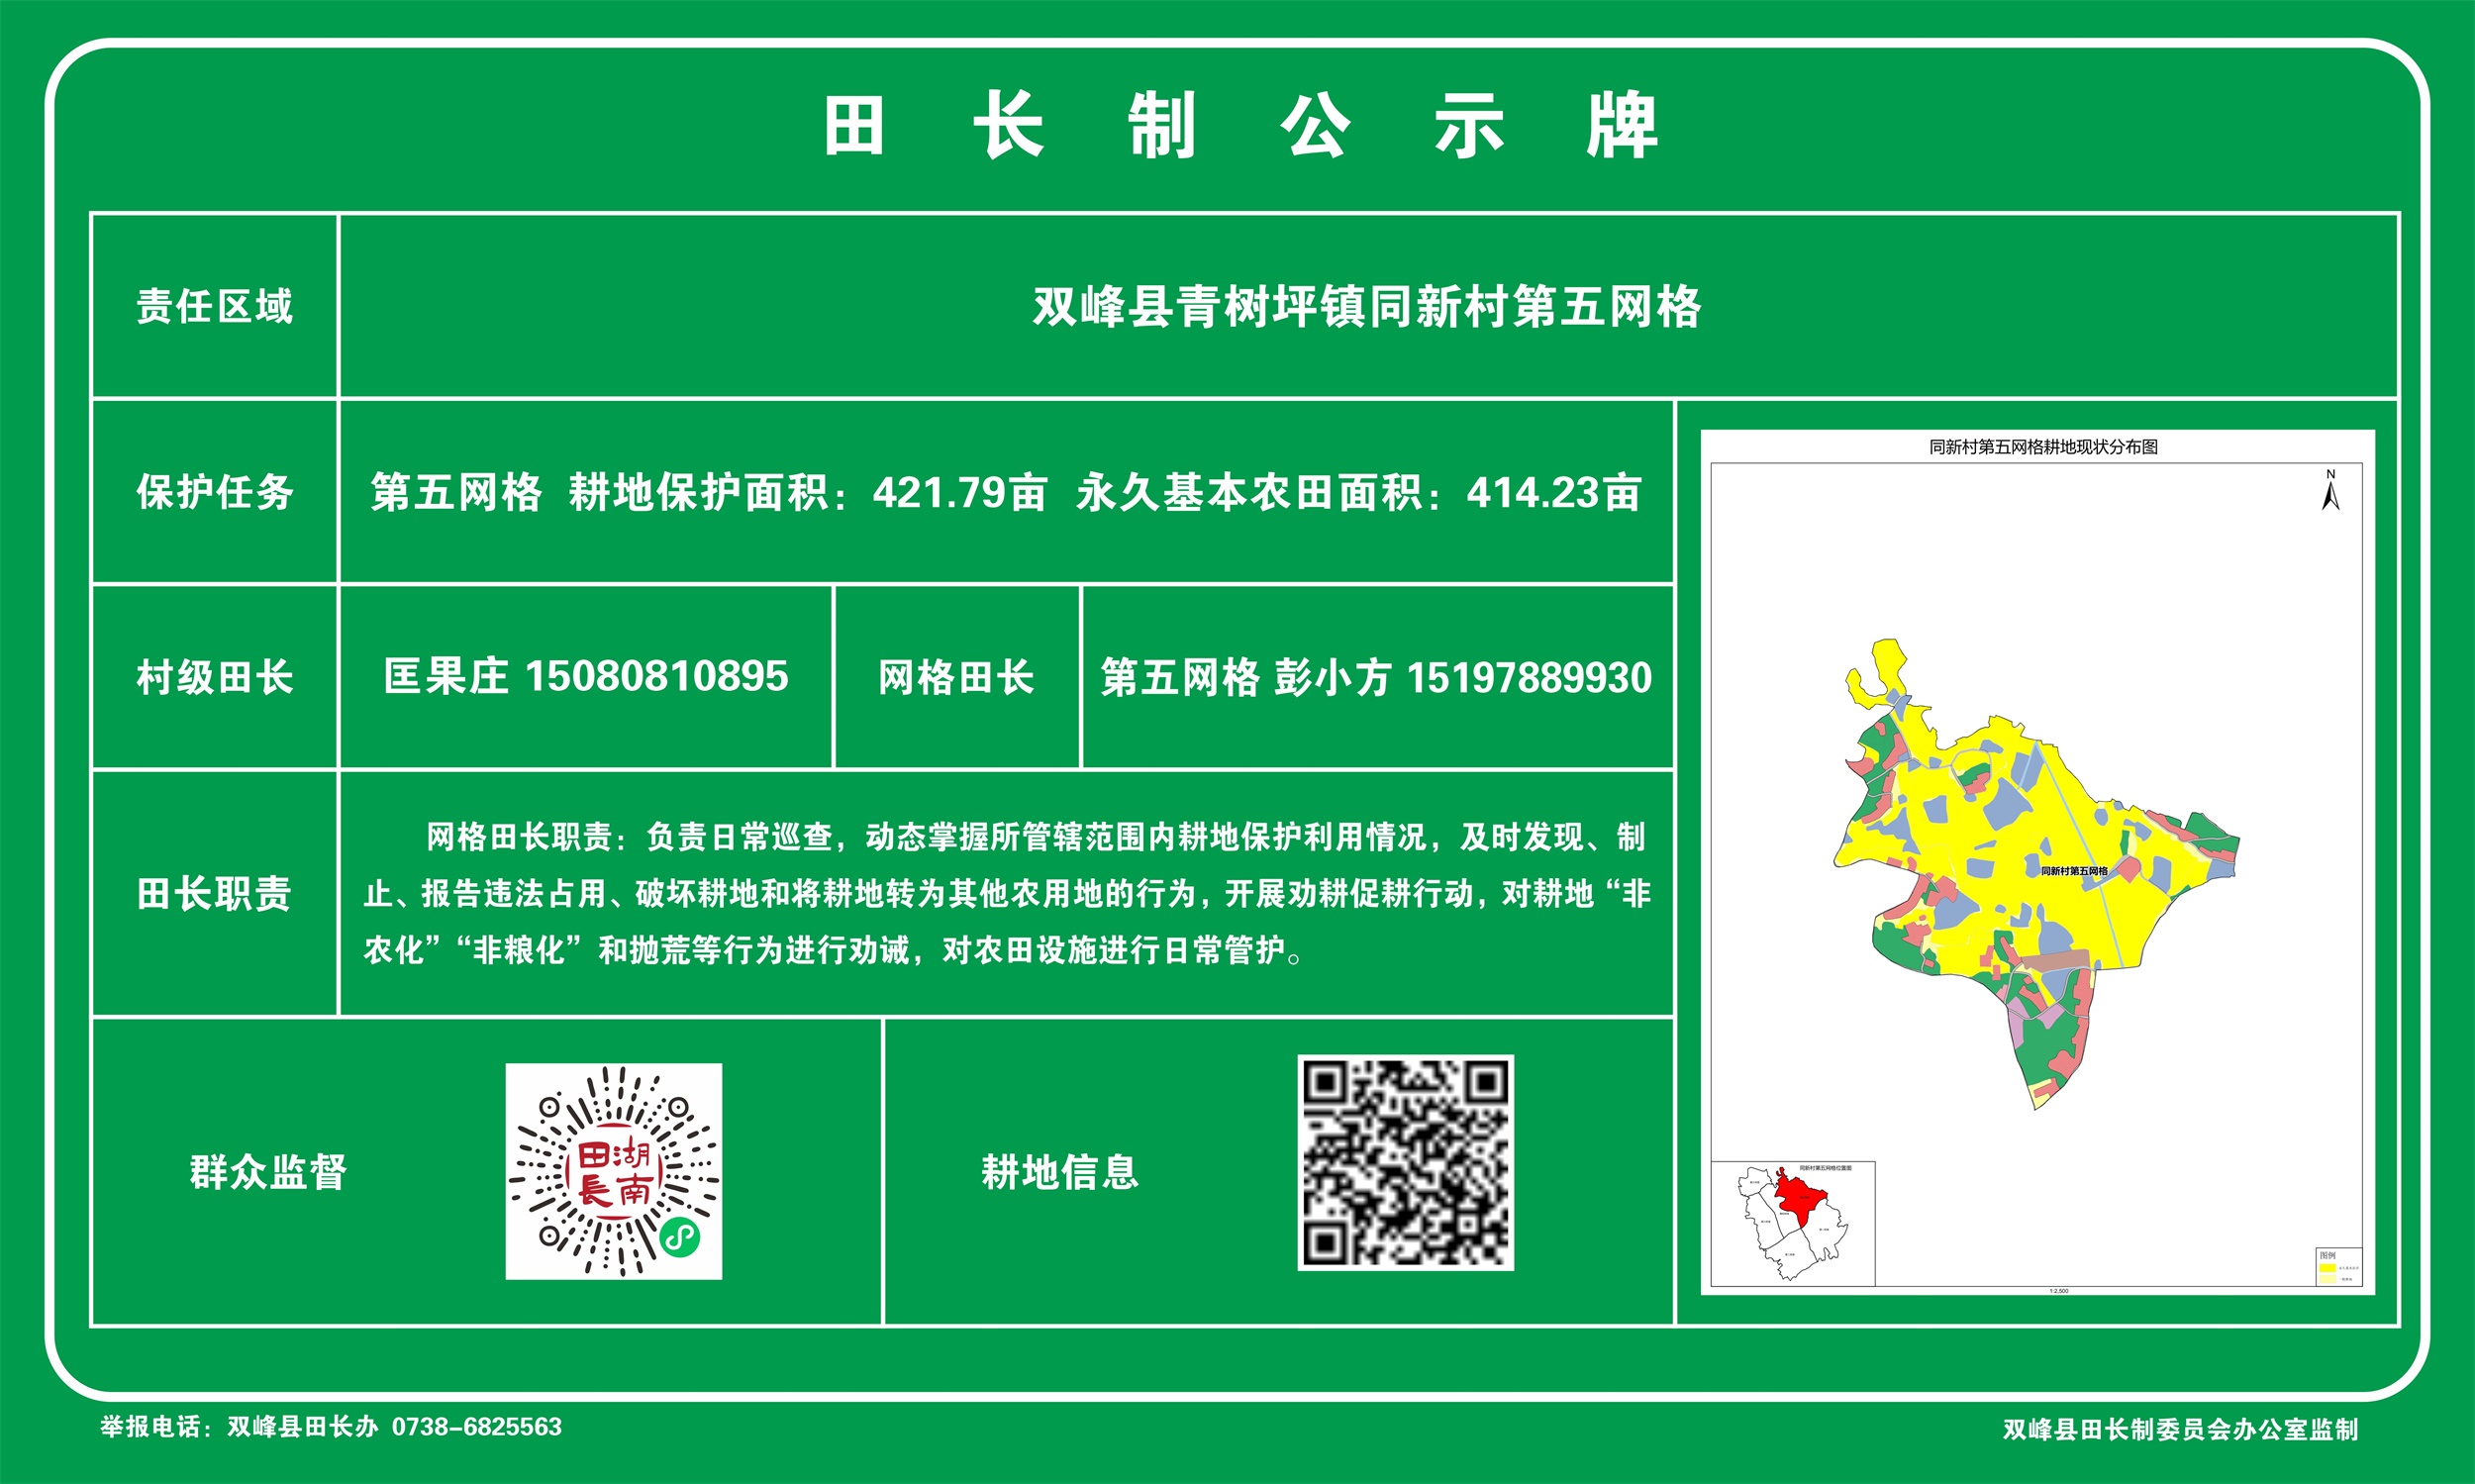 田长制公示牌
责任区域
双峰县青树坪镇同新村第五网格
保护任务
第五网格 耕地保护面积：421.79亩 永久基本农田面积：414.23亩
村级田长
匡果庄 15080810895
网格田长
第五网格 彭小方 15197889930
田长职责
网格田长职责：负责日常巡查，动态掌握所管辖范围内耕地保护利用情况，及时发现、制
止、报告违法占用、破坏耕地和将耕地转为其他农用地的行为，开展劝耕促耕行动，对耕地“非
农化”“非粮化”和抛荒等行为进行劝诫，对农田设施进行日常管护。
群众监督
湖南
田長
耕地信息
同新村第五网格耕地现状分布图
N
同新村第五网格
同新村第五网格位置图
图例
1:2,500
举报电话：双峰县田长办 0738-6825563
双峰县田长制委员会办公室监制